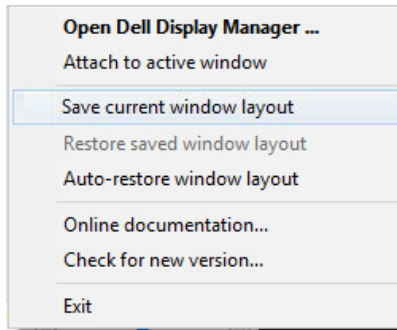 Open Dell Display Manager ...
Attach to active window
Save current window layout
Restore saved window layout
Auto-restore window layout
Online documentation...
Check for new version...
Exit